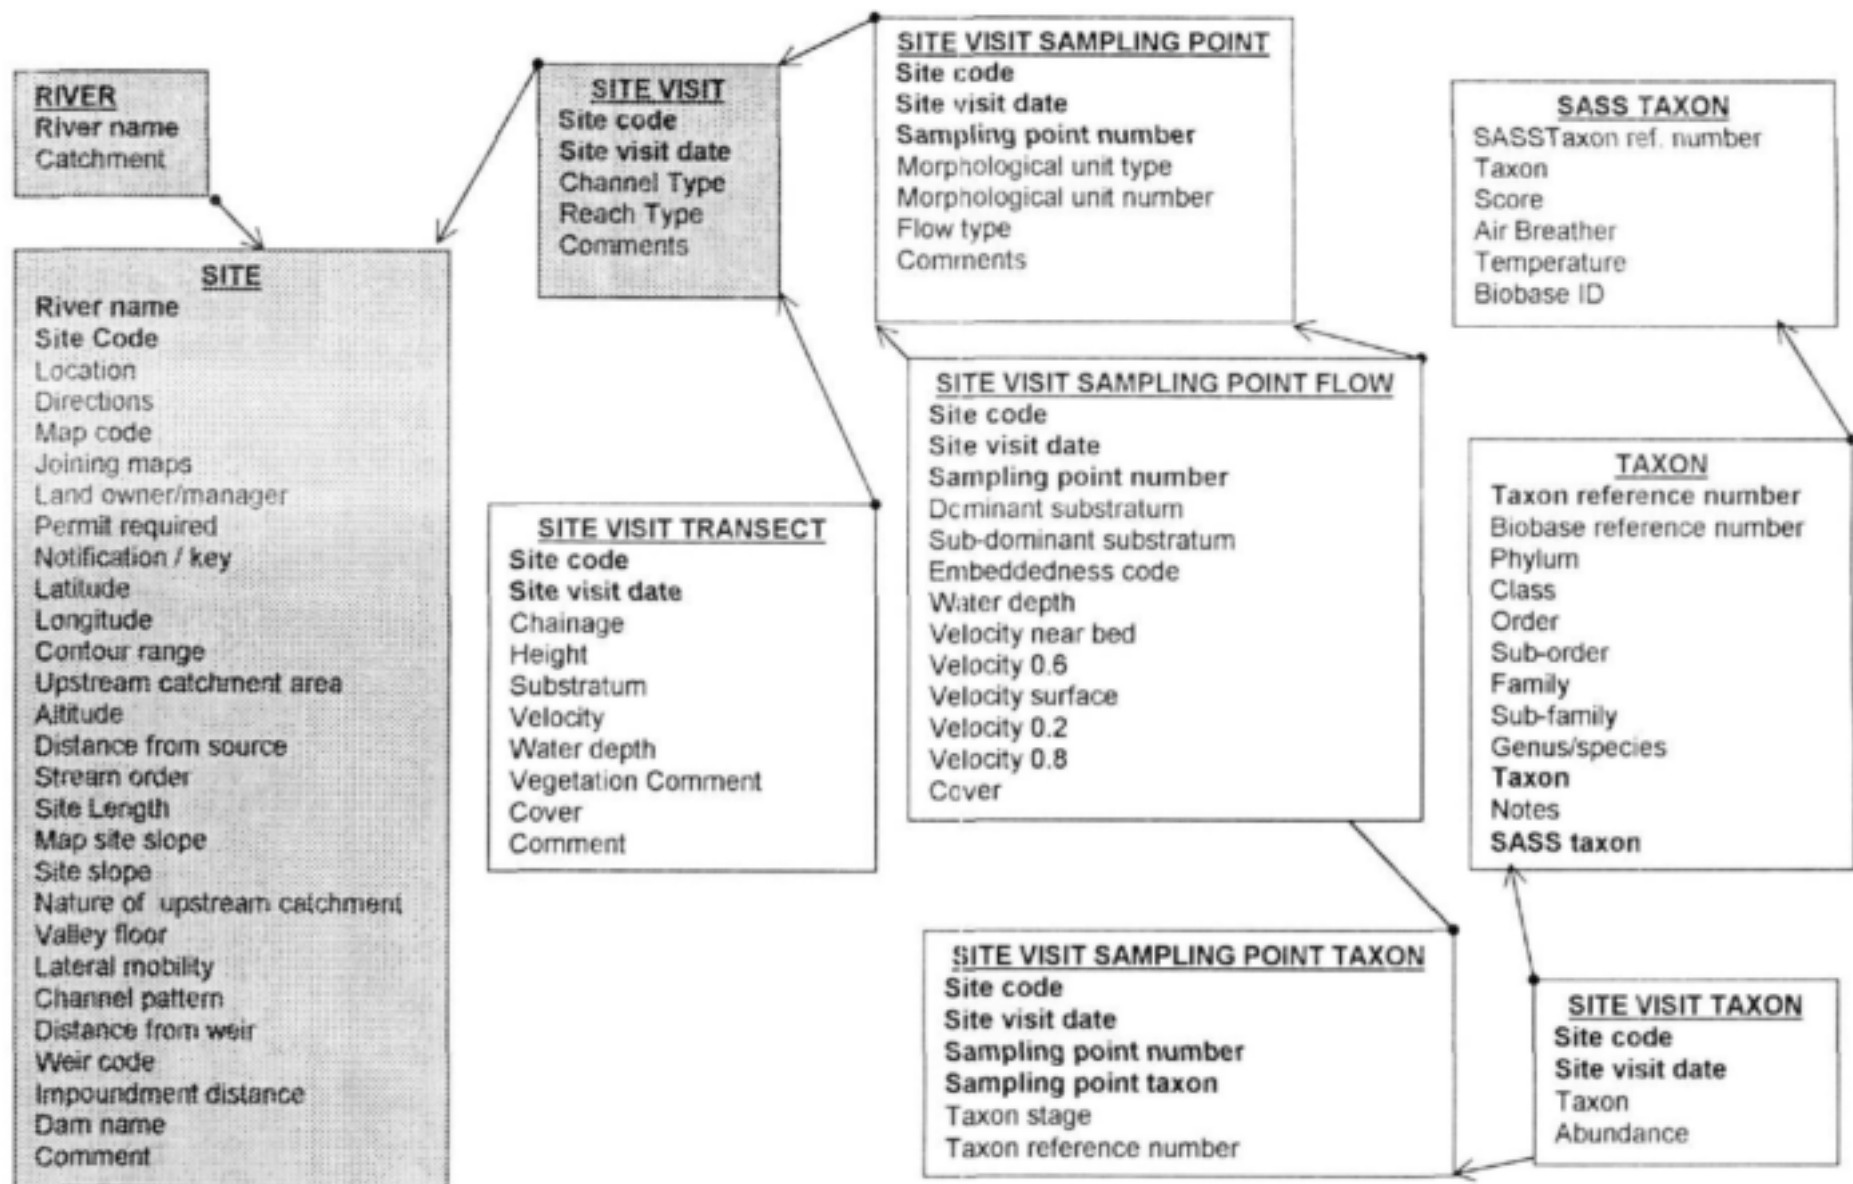 RIVER
River name
Catchment
SITE
River name
Site Code
Location
Directions
Map code
Joining maps
Land owner/manager
Permit required
Notification / key
Latitude
Longitude
Contour range
Upstream catchment area
Altitude
Distance from source
Stream order
Site Length
Map site slope
Site slope
Nature of upstream catchment
Valley floor
Lateral mobility
Channel pattern
Distance from weir
Weir code
Impoundment distance
Dam name
Comment
SITE VISIT
Site code
Site visit date
Channel Type
Reach Type
Comments
SITE VISIT TRANSECT
Site code
Site visit date
Chainage
Height
Substratum
Velocity
Water depth
Vegetation Comment
Cover
Comment
SITE VISIT SAMPLING POINT
Site code
Site visit date
Sampling point number
Morphological unit type
Morphological unit number
Flow type
Comments
SITE VISIT SAMPLING POINT FLOW
Site code
Site visit date
Sampling point number
Dominant substratum
Sub-dominant substratum
Embeddedness code
Water depth
Velocity near bed
Velocity 0.6
Velocity surface
Velocity 0.2
Velocity 0.8
Cover
SITE VISIT SAMPLING POINT TAXON
Site code
Site visit date
Sampling point number
Sampling point taxon
Taxon stage
Taxon reference number
SASS TAXON
SASSTaxon ref. number
Taxon
Score
Air Breather
Temperature
Biobase ID
TAXON
Taxon reference number
Biobase reference number
Phylum
Class
Order
Sub-order
Family
Sub-family
Genus/species
Taxon
Notes
SASS taxon
SITE VISIT TAXON
Site code
Site visit date
Taxon
Abundance